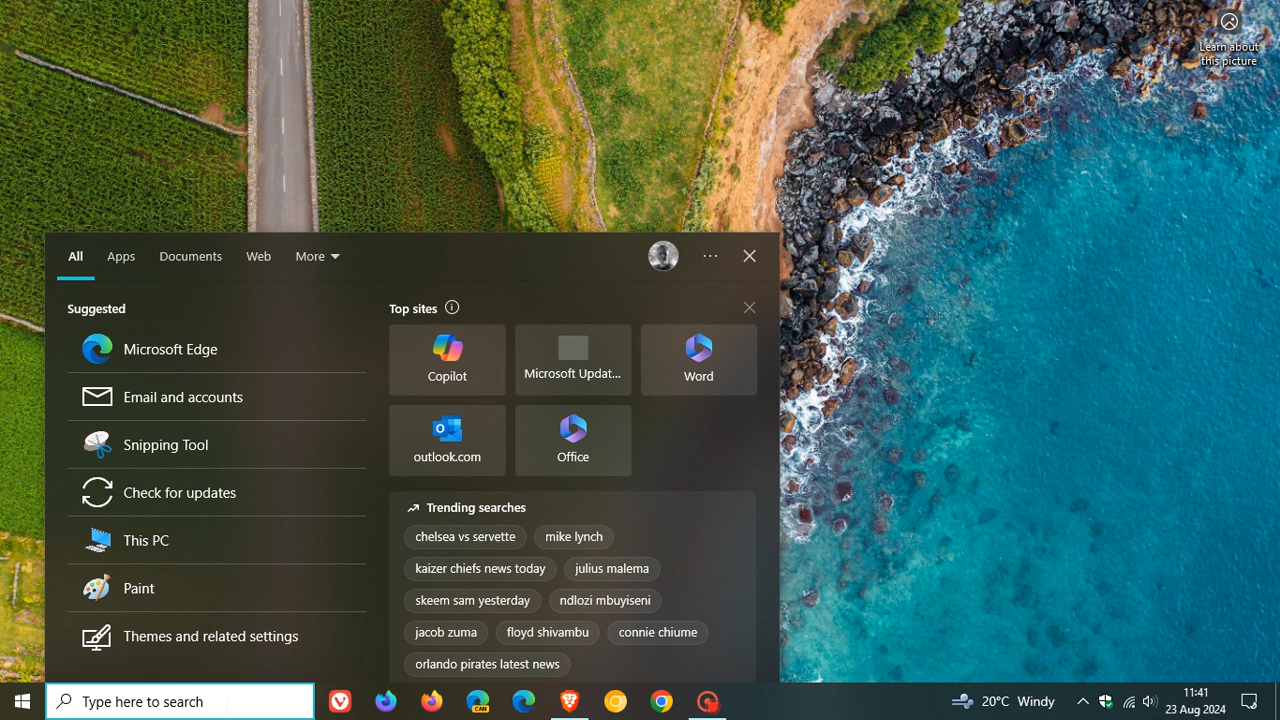 Learn about
this picture
All
Apps
Documents
Web
More
Suggested
Microsoft Edge
Email and accounts
Snipping Tool
Check for updates
This PC
Paint
Themes and related settings
Top sites
Copilot
Microsoft Updat...
Word
outlook.com
Office
Trending searches
chelsea vs servette
mike lynch
kaizer chiefs news today
julius malema
skeem sam yesterday
ndlozi mbuyiseni
jacob zuma
floyd shivambu
connie chiume
orlando pirates latest news
Type here to search
CAN
20°C Windy
11:41
23 Aug 2024